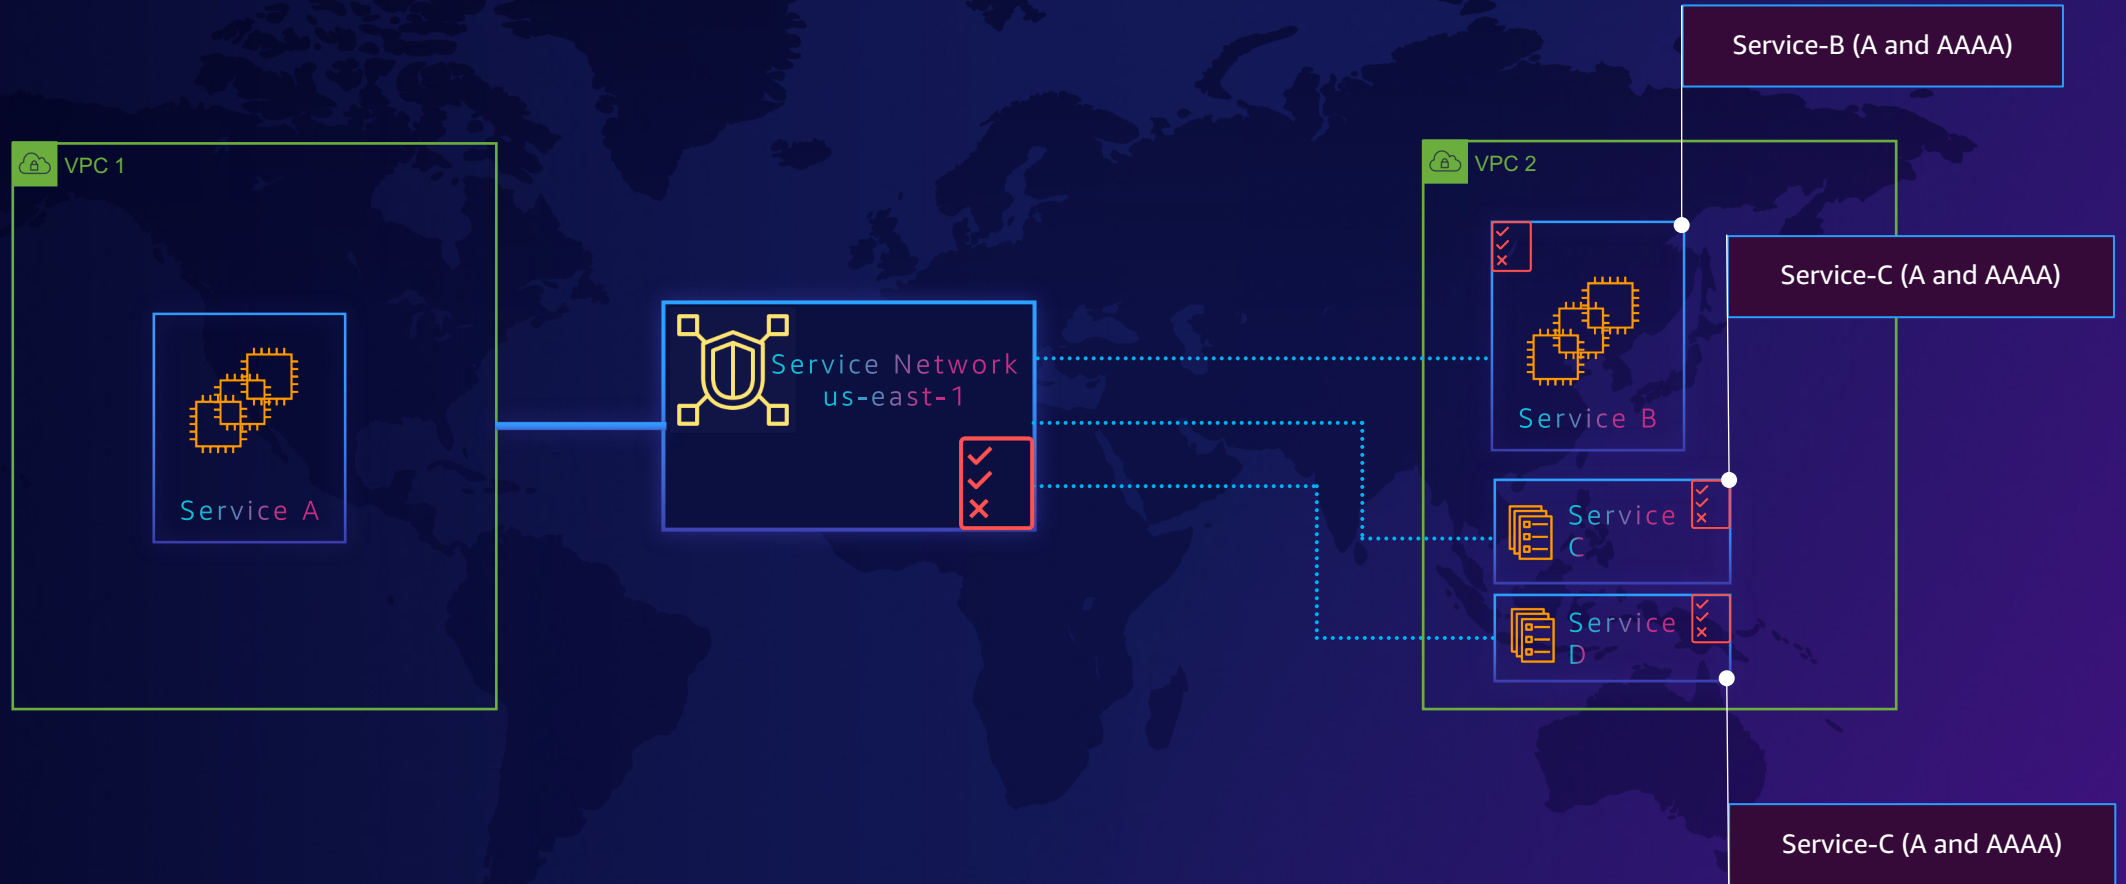 Service-B (A and AAAA)
VPC 1
VPC 2
Service-C (A and AAAA)
Service Network
us-east-1
Service B
Service A
Service
C
Service
D
Service-C (A and AAAA)